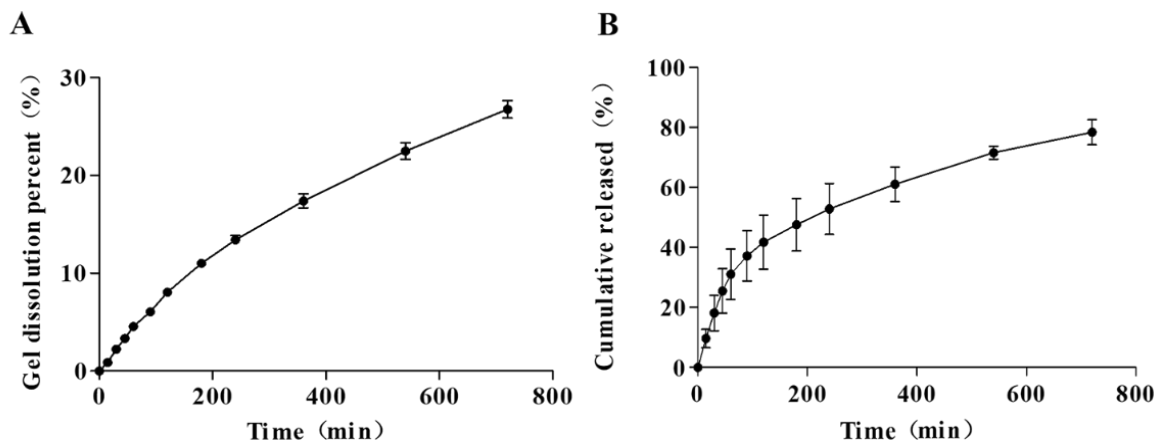 A
Gel dissolution percent（%）
30
20
10
0
0 200 400 600 800
Time（min）
B
Cumulative released（%）
100
80
60
40
20
0
0 200 400 600 800
Time（min）